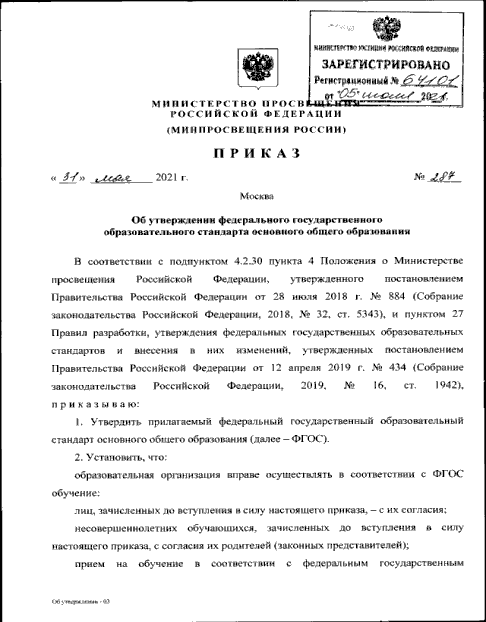 МИНИСТЕРСТВО ЮСТИЦИИ РОССИЙСКОЙ ФЕДЕРАЦИИ
ЗАРЕГИСТРИРОВАНО
Регистрационный № 64101
от "05" июля 2021.
МИНИСТЕРСТВО ПРОСВЕЩЕНИЯ
РОССИЙСКОЙ ФЕДЕРАЦИИ
(МИНПРОСВЕЩЕНИЯ РОССИИ)
ПРИКАЗ
« 31 » мая 2021 г. № 287
Москва
Об утверждении федерального государственного
образовательного стандарта основного общего образования
В соответствии с подпунктом 4.2.30 пункта 4 Положения о Министерстве
просвещения Российской Федерации, утвержденного постановлением
Правительства Российской Федерации от 28 июля 2018 г. № 884 (Собрание
законодательства Российской Федерации, 2018, № 32, ст. 5343), и пунктом 27
Правил разработки, утверждения федеральных государственных образовательных
стандартов и внесения в них изменений, утвержденных постановлением
Правительства Российской Федерации от 12 апреля 2019 г. № 434 (Собрание
законодательства Российской Федерации, 2019, № 16, ст. 1942),
приказываю:
1. Утвердить прилагаемый федеральный государственный образовательный
стандарт основного общего образования (далее – ФГОС).
2. Установить, что:
образовательная организация вправе осуществлять в соответствии с ФГОС
обучение:
лиц, зачисленных до вступления в силу настоящего приказа, – с их согласия;
несовершеннолетних обучающихся, зачисленных до вступления в силу
настоящего приказа, с согласия их родителей (законных представителей);
прием на обучение в соответствии с федеральным государственным
Об утверждении - 03